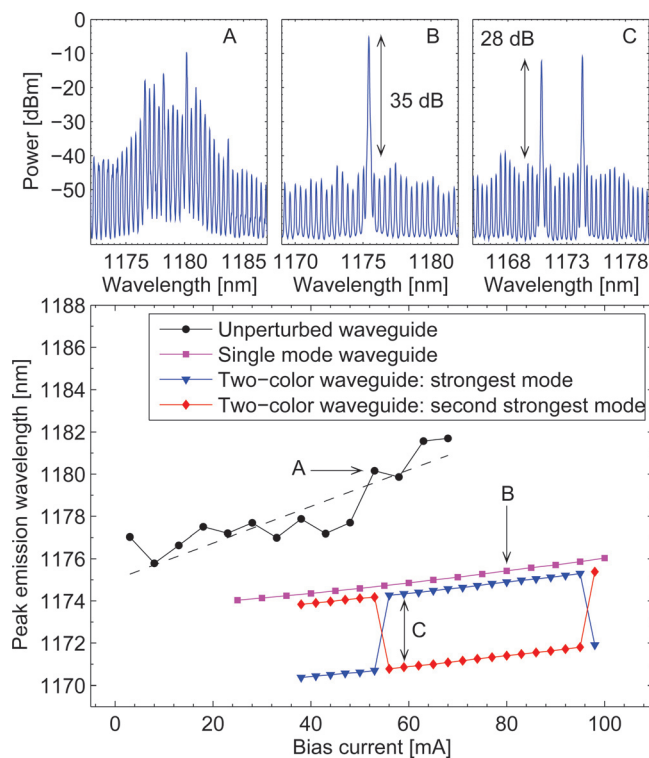 0
−10
−20
−30
−40
−50
Power [dBm]
A
1175 1180 1185
Wavelength [nm]
B
35 dB
1170 1175 1180
Wavelength [nm]
28 dB
C
1168 1173 1178
Wavelength [nm]
1188
1186
1184
1182
1180
1178
1176
1174
1172
1170
Peak emission wavelength [nm]
Unperturbed waveguide
Single mode waveguide
Two−color waveguide: strongest mode
Two−color waveguide: second strongest mode
A
B
C
0 20 40 60 80 100
Bias current [mA]